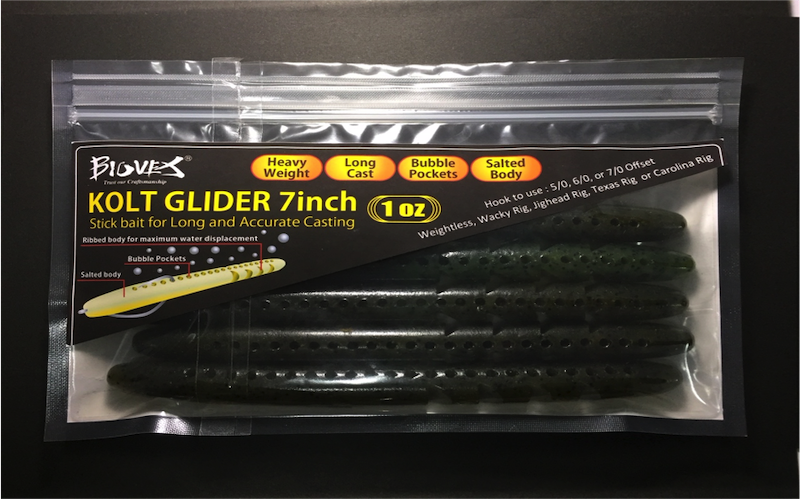 BIOVEX®
Trust our Craftsmanship
Heavy Weight
Long Cast
Bubble Pockets
Salted Body
KOLT GLIDER 7inch
1 oz
Stick bait for Long and Accurate Casting
Hook to use : 5/0, 6/0, or 7/0 Offset
Weightless, Wacky Rig, Jighead Rig, Texas Rig or Carolina Rig
Ribbed body for maximum water displacement
Bubble Pockets
Salted body